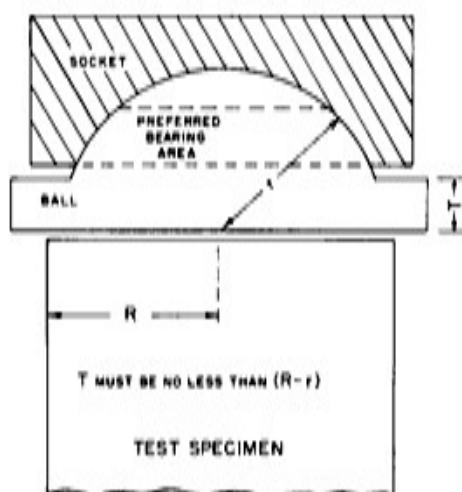 SOCKET
PREFERRED
BEARING
AREA
r
BALL
T
R
T MUST BE NO LESS THAN (R-r)
TEST SPECIMEN